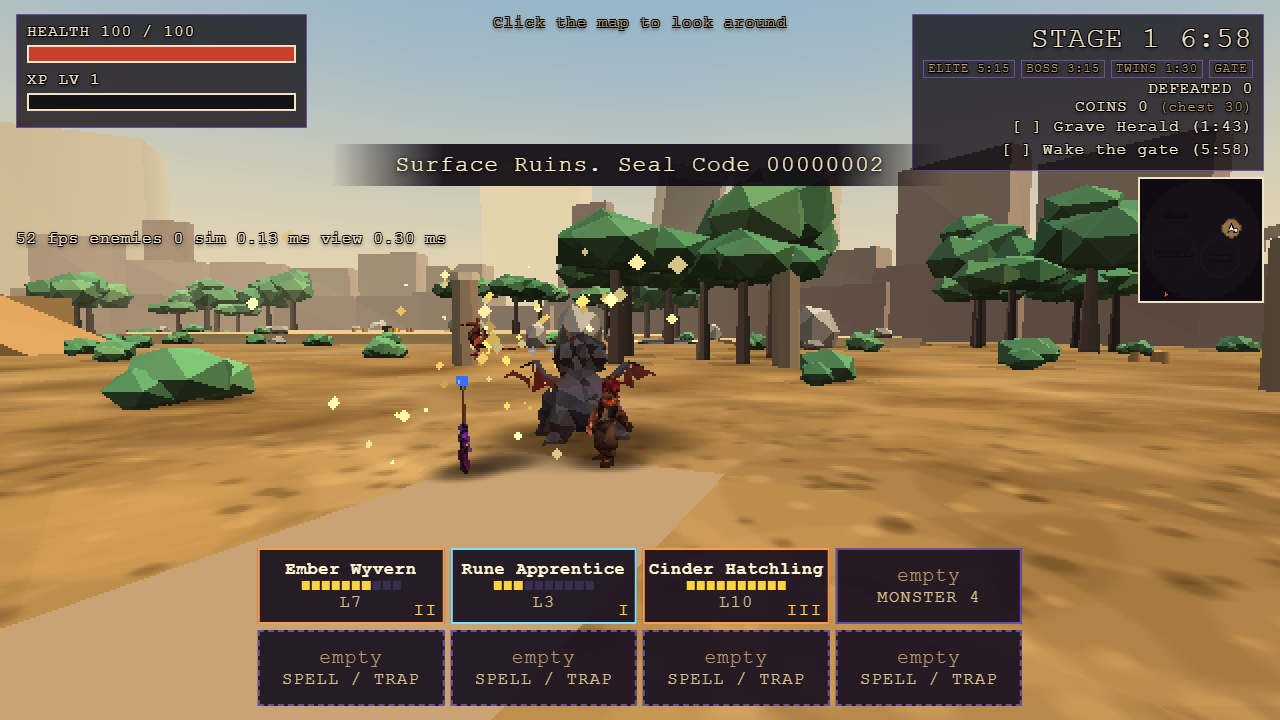 HEALTH 100 / 100
XP LV 1
Click the map to look around
STAGE 1 6:58
ELITE 5:15 BOSS 3:15 TWINS 1:30 GATE
DEFEATED 0
COINS 0 (chest 30)
[ ] Grave Herald (1:43)
[ ] Wake the gate (5:58)
Surface Ruins. Seal Code 00000002
52 fps enemies 0 sim 0.13 ms view 0.30 ms
Ember Wyvern
L7
II
Rune Apprentice
L3
I
Cinder Hatchling
L10
III
empty
MONSTER 4
empty
SPELL / TRAP
empty
SPELL / TRAP
empty
SPELL / TRAP
empty
SPELL / TRAP